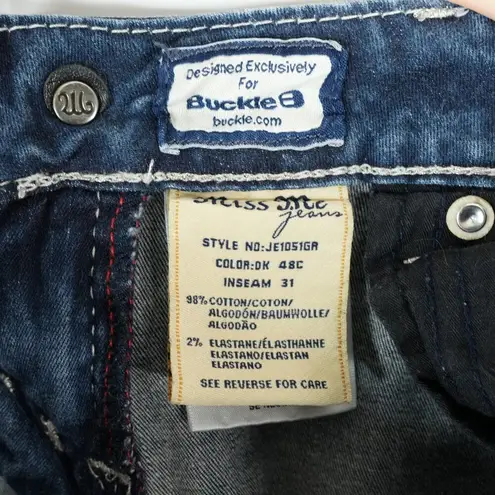 Designed Exclusively
For
Buckle B
buckle.com
Miss Me
jeans
STYLE NO:JE1051GR
COLOR:DK 48C
INSEAM 31
98% COTTON/COTON/
ALGODÓN/BAUMWOLLE/
ALGODÃO
2% ELASTANE/ÉLASTHANNE
ELASTANO/ELASTAN
ELASTANO
SEE REVERSE FOR CARE